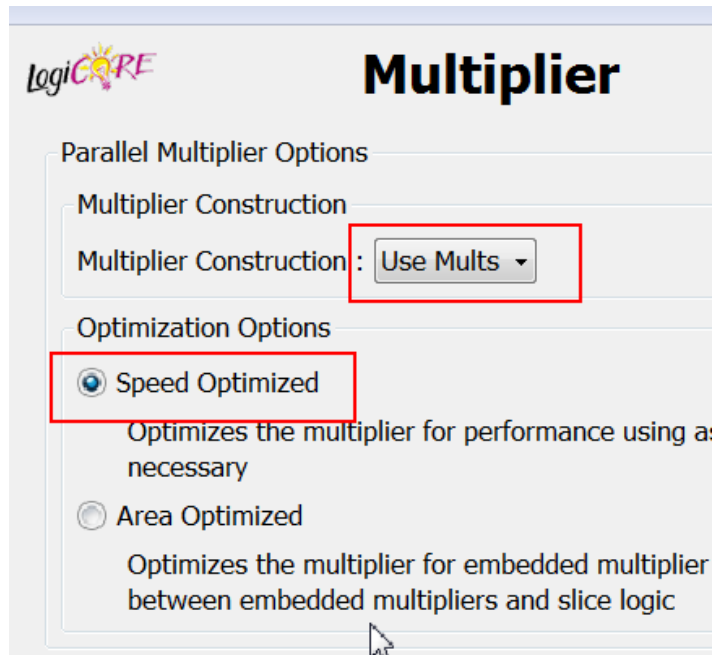 LogiCORE
Multiplier
Parallel Multiplier Options
Multiplier Construction
Multiplier Construction : Use Mults
Optimization Options
Speed Optimized
Optimizes the multiplier for performance using as
necessary
Area Optimized
Optimizes the multiplier for embedded multiplier
between embedded multipliers and slice logic